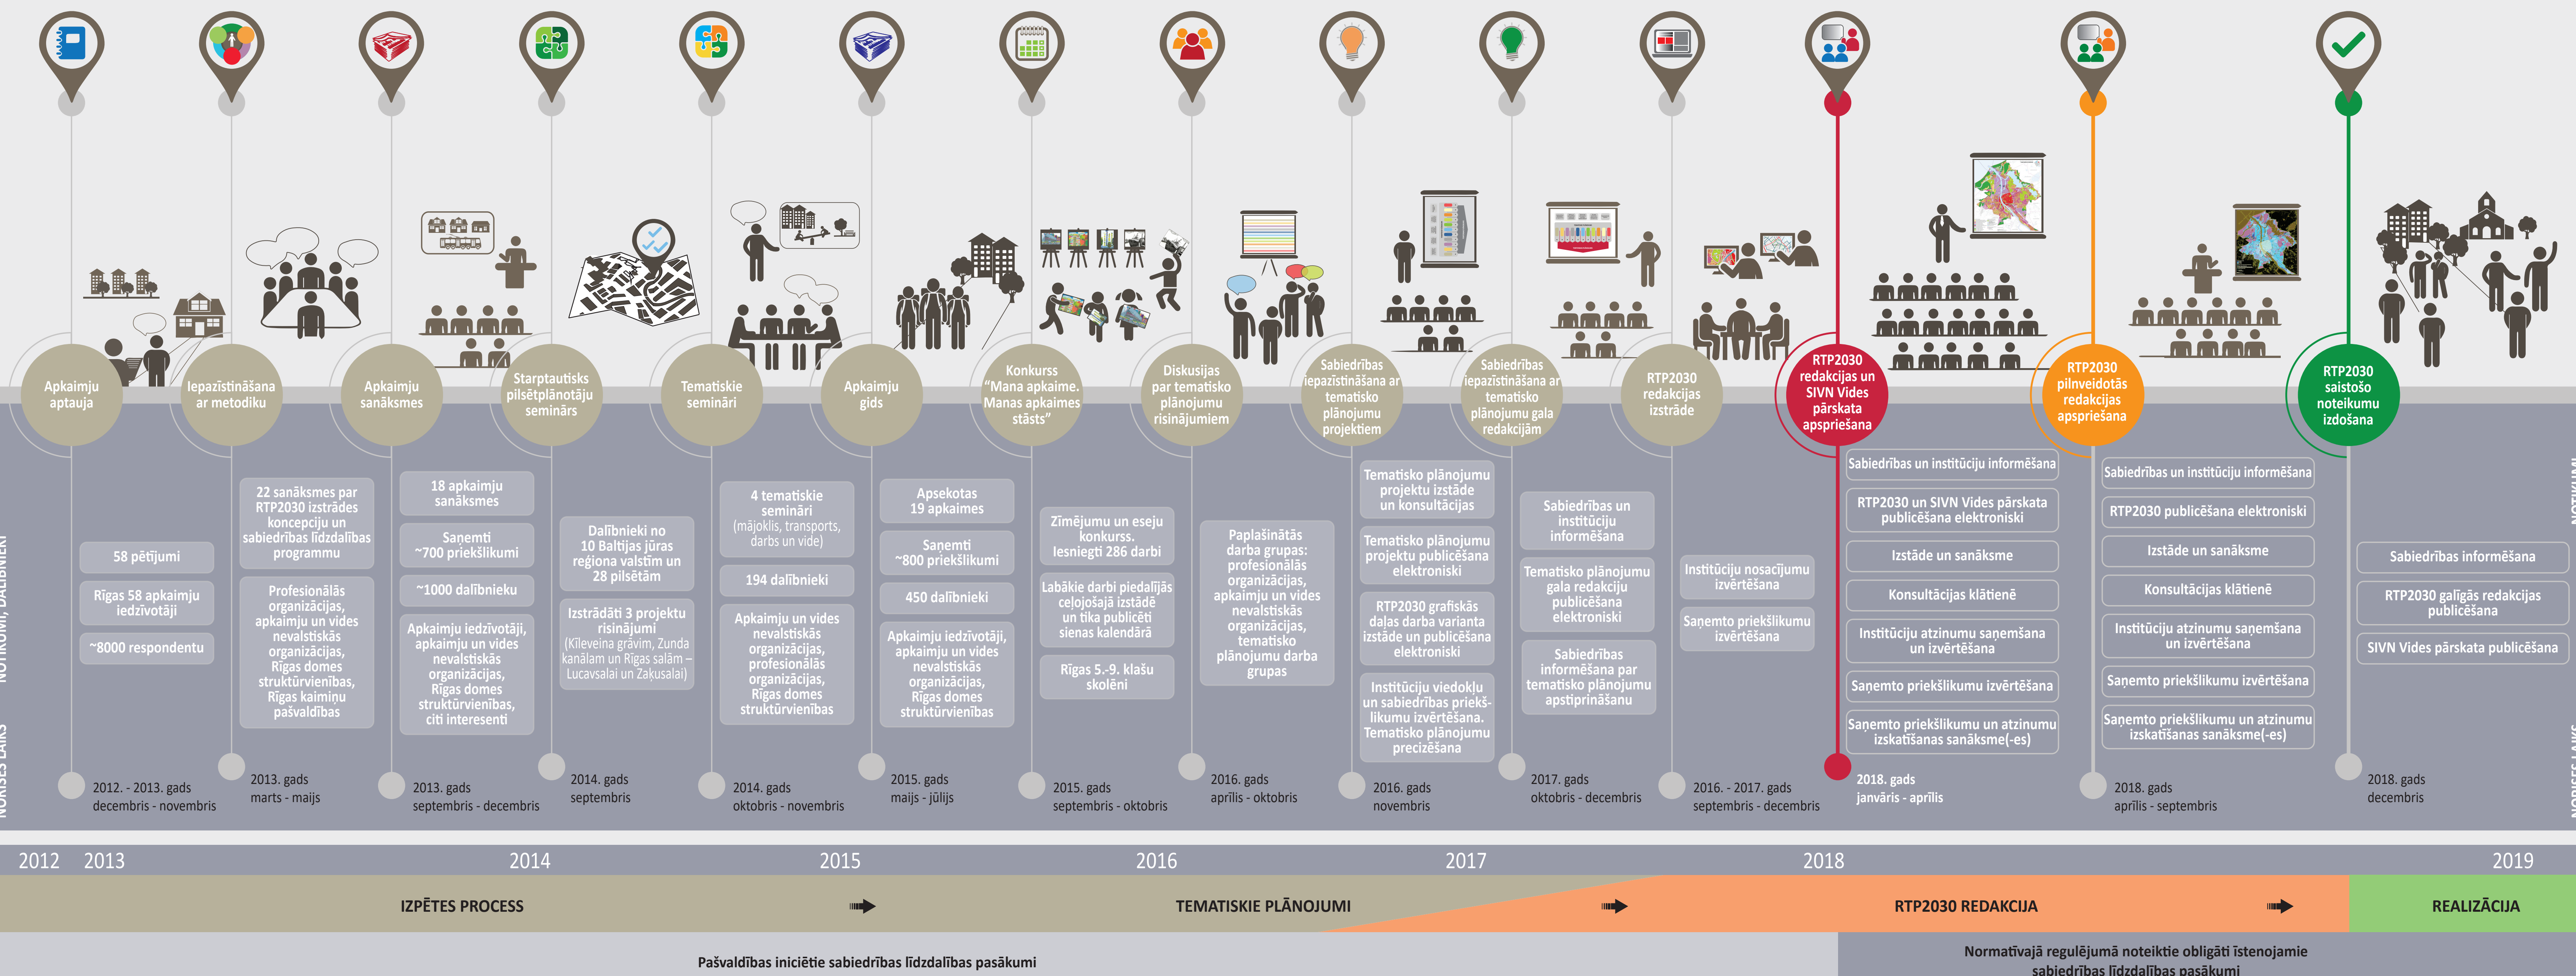 Apkaimju
aptauja
Iepazīstināšana
ar metodiku
Apkaimju
sanāksmes
Starptautisks
pilsētplānotāju
seminārs
Tematiskie
semināri
Apkaimju
gids
Konkurss
“Mana apkaime.
Manas apkaimes
stāsts”
Diskusijas
par tematisko
plānojumu
risinājumiem
Sabiedrības
iepazīstināšana ar
tematisko
plānojumu
projektiem
Sabiedrības
iepazīstināšana ar
tematisko
plānojumu gala
redakcijām
RTP2030
redakcijas
izstrāde
RTP2030
redakcijas un
SIVN Vides
pārskata
apspriešana
RTP2030
pilnveidotās
redakcijas
apspriešana
RTP2030
saistošo
noteikumu
izdošana
NOTIKUMI, DALĪBNIEKI
58 pētījumi
Rīgas 58 apkaimju
iedzīvotāji
~8000 respondentu
22 sanāksmes par
RTP2030 izstrādes
koncepciju un
sabiedrības līdzdalības
programmu
Profesionālās
organizācijas,
apkaimju un vides
nevalstiskās
organizācijas,
Rīgas domes
struktūrvienības,
Rīgas kaimiņu
pašvaldības
18 apkaimju
sanāksmes
Saņemti
~700 priekšlikumi
~1000 dalībnieku
Apkaimju iedzīvotāji,
apkaimju un vides
nevalstiskās
organizācijas,
Rīgas domes
struktūrvienības,
citi interesenti
Dalībnieki no
10 Baltijas jūras
reģiona valstīm un
28 pilsētām
Izstrādāti 3 projektu
risinājumi
(Kīleveina grāvim, Zunda
kanālam un Rīgas salām –
Lucavsalai un Zaķusalai)
4 tematiskie
semināri
(mājoklis, transports,
darbs un vide)
194 dalībnieki
Apkaimju un vides
nevalstiskās
organizācijas,
profesionālās
organizācijas,
Rīgas domes
struktūrvienības
Apsekotas
19 apkaimes
Saņemti
~800 priekšlikumi
450 dalībnieki
Apkaimju iedzīvotāji,
apkaimju un vides
nevalstiskās
organizācijas,
Rīgas domes
struktūrvienības
Zīmējumu un eseju
konkurss.
Iesniegti 286 darbi
Labākie darbi piedalījās
ceļojošajā izstādē
un tika publicēti
sienas kalendārā
Rīgas 5.-9. klašu
skolēni
Paplašinātās
darba grupas:
profesionālās
organizācijas,
apkaimju un vides
nevalstiskās
organizācijas,
tematisko
plānojumu darba
grupas
Tematisko plānojumu
projektu izstāde
un konsultācijas
Tematisko plānojumu
projektu publicēšana
elektroniski
RTP2030 grafiskās
daļas darba varianta
izstāde un publicēšana
elektroniski
Institūciju viedokļu
un sabiedrības priekš-
likumu izvērtēšana.
Tematisko plānojumu
precizēšana
Sabiedrības un
institūciju
informēšana
Tematisko plānojumu
gala redakciju
publicēšana
elektroniski
Sabiedrības
informēšana par
tematisko plānojumu
apstiprināšanu
Institūciju nosacījumu
izvērtēšana
Saņemto priekšlikumu
izvērtēšana
Sabiedrības un institūciju informēšana
RTP2030 un SIVN Vides pārskata
publicēšana elektroniski
Izstāde un sanāksme
Konsultācijas klātienē
Institūciju atzinumu saņemšana
un izvērtēšana
Saņemto priekšlikumu izvērtēšana
Saņemto priekšlikumu un atzinumu
izskatīšanas sanāksme(-es)
Sabiedrības un institūciju informēšana
RTP2030 publicēšana elektroniski
Izstāde un sanāksme
Konsultācijas klātienē
Institūciju atzinumu saņemšana
un izvērtēšana
Saņemto priekšlikumu izvērtēšana
Saņemto priekšlikumu un atzinumu
izskatīšanas sanāksme(-es)
Sabiedrības informēšana
RTP2030 galīgās redakcijas
publicēšana
SIVN Vides pārskata publicēšana
NOTIKUMI
NORISES LAIKS
2012. - 2013. gads
decembris - novembris
2013. gads
marts - maijs
2013. gads
septembris - decembris
2014. gads
septembris
2014. gads
oktobris - novembris
2015. gads
maijs - jūlijs
2015. gads
septembris - oktobris
2016. gads
aprīlis - oktobris
2016. gads
novembris
2017. gads
oktobris - decembris
2016. - 2017. gads
septembris - decembris
2018. gads
janvāris - aprīlis
2018. gads
aprīlis - septembris
2018. gads
decembris
NORISES LAIKS
2012 2013 2014 2015 2016 2017 2018 2019
IZPĒTES PROCESS TEMATISKIE PLĀNOJUMI RTP2030 REDAKCIJA REALIZĀCIJA
Pašvaldības iniciētie sabiedrības līdzdalības pasākumi
Normatīvajā regulējumā noteiktie obligāti īstenojamie
sabiedrības līdzdalības pasākumi